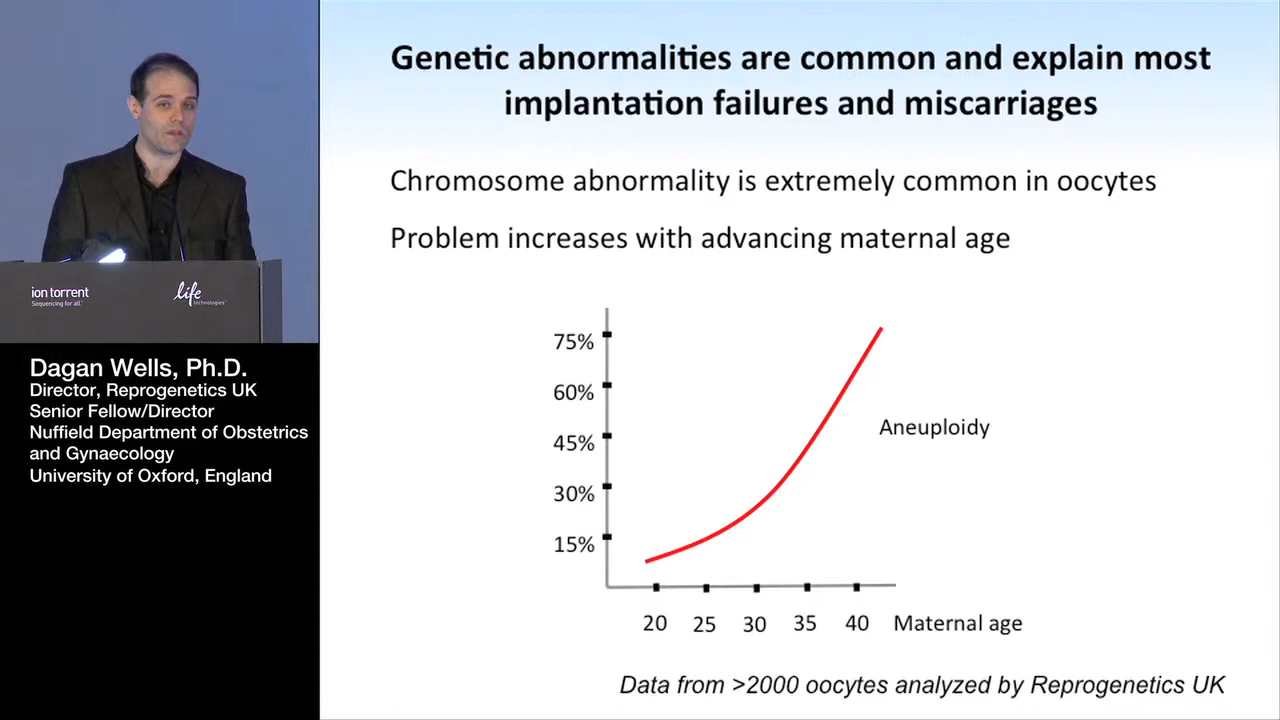 Genetic abnormalities are common and explain most
implantation failures and miscarriages
Chromosome abnormality is extremely common in oocytes
Problem increases with advancing maternal age
75%
60%
45%
30%
15%
Aneuploidy
20 25 30 35 40 Maternal age
Data from >2000 oocytes analyzed by Reprogenetics UK
ion torrent
Sequencing for all.™
life
technologies™
Dagan Wells, Ph.D.
Director, Reprogenetics UK
Senior Fellow/Director
Nuffield Department of Obstetrics
and Gynaecology
University of Oxford, England